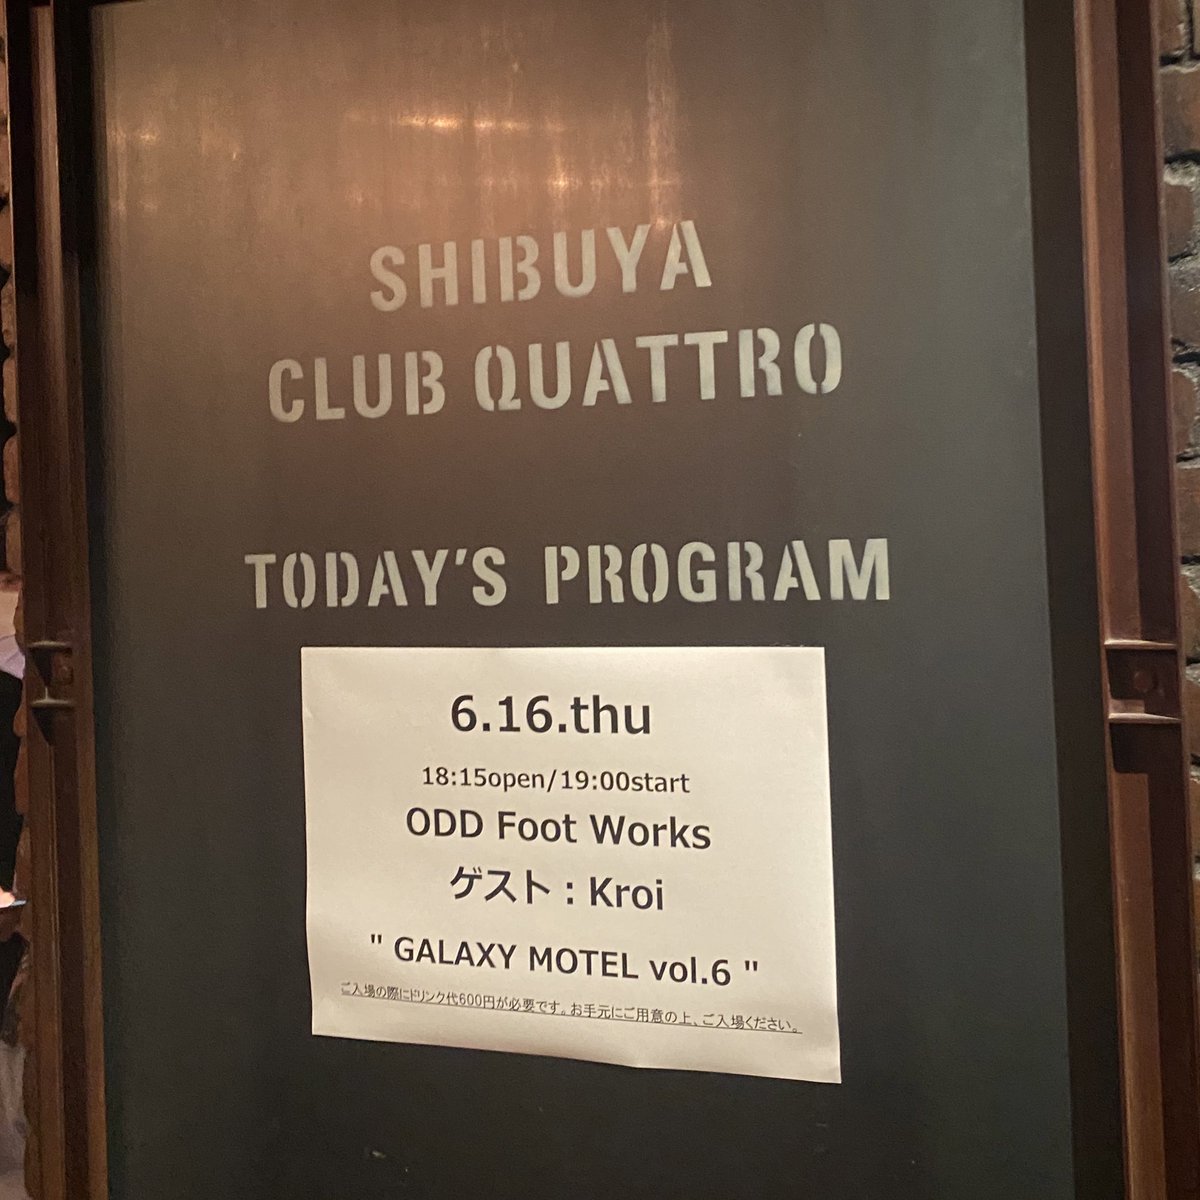 SHIBUYA
CLUB QUATTRO
TODAY'S PROGRAM
6.16.thu
18:15open/19:00start
ODD Foot Works
ゲスト：Kroi
" GALAXY MOTEL vol.6 "
ご入場の際にドリンク代600円が必要です。お手元にご用意の上、ご入場ください。